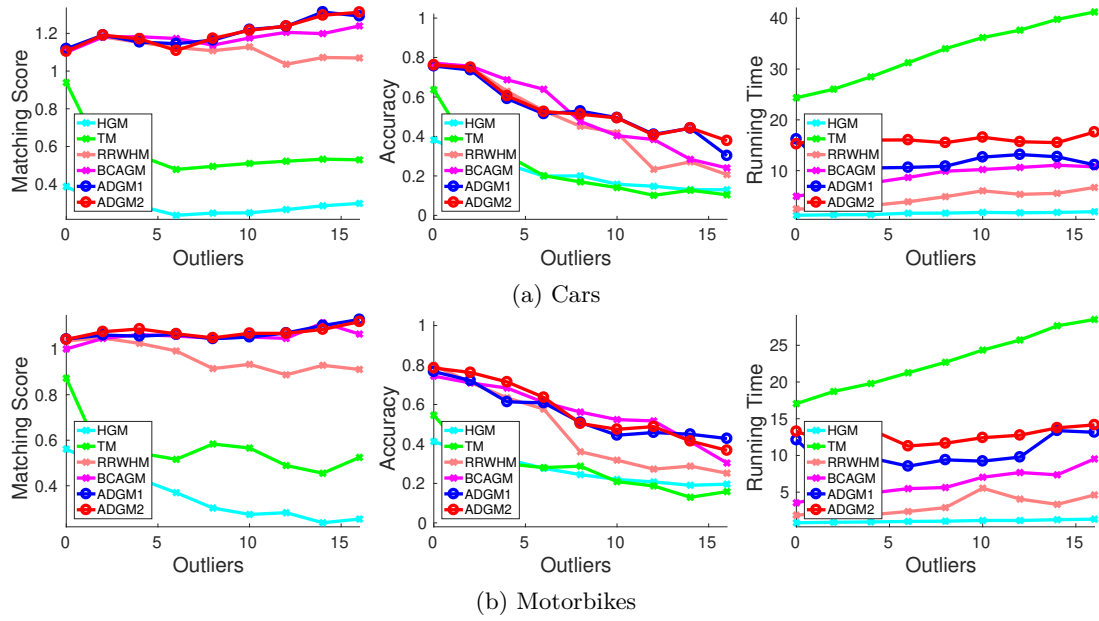 Matching Score
1.2
1
0.8
0.6
0.4
HGM
TM
RRWHM
BCAGM
ADGM1
ADGM2
0 5 10 15
Outliers
Accuracy
1
0.8
0.6
0.4
0.2
0
HGM
TM
RRWHM
BCAGM
ADGM1
ADGM2
0 5 10 15
Outliers
Running Time
40
30
20
10
HGM
TM
RRWHM
BCAGM
ADGM1
ADGM2
0 5 10 15
Outliers
(a) Cars
Matching Score
1
0.8
0.6
0.4
HGM
TM
RRWHM
BCAGM
ADGM1
ADGM2
0 5 10 15
Outliers
Accuracy
1
0.8
0.6
0.4
0.2
0
HGM
TM
RRWHM
BCAGM
ADGM1
ADGM2
0 5 10 15
Outliers
Running Time
25
20
15
10
5
HGM
TM
RRWHM
BCAGM
ADGM1
ADGM2
0 5 10 15
Outliers
(b) Motorbikes